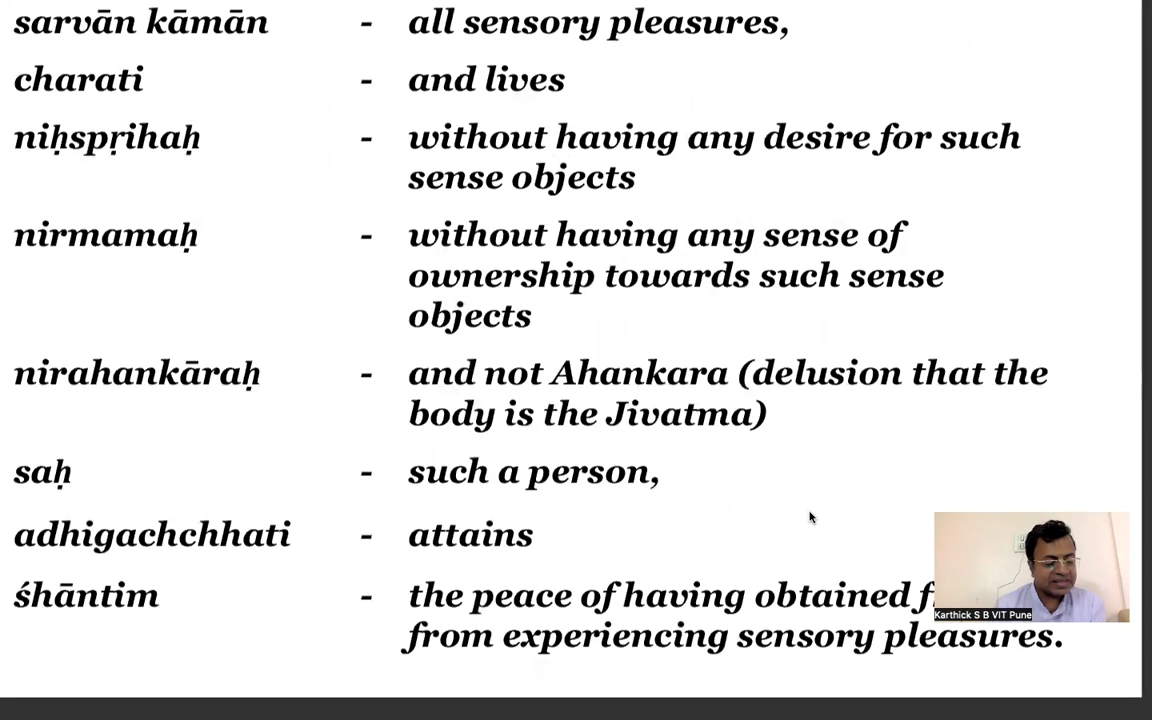 sarvān kāmān - all sensory pleasures,
charati - and lives
niḥspṛihaḥ - without having any desire for such
sense objects
nirmamaḥ - without having any sense of
ownership towards such sense
objects
nirahankāraḥ - and not Ahankara (delusion that the
body is the Jivatma)
saḥ - such a person,
adhigachchhati - attains
śhāntim - the peace of having obtained
from experiencing sensory pleasures.
Karthick S B VIT Pune